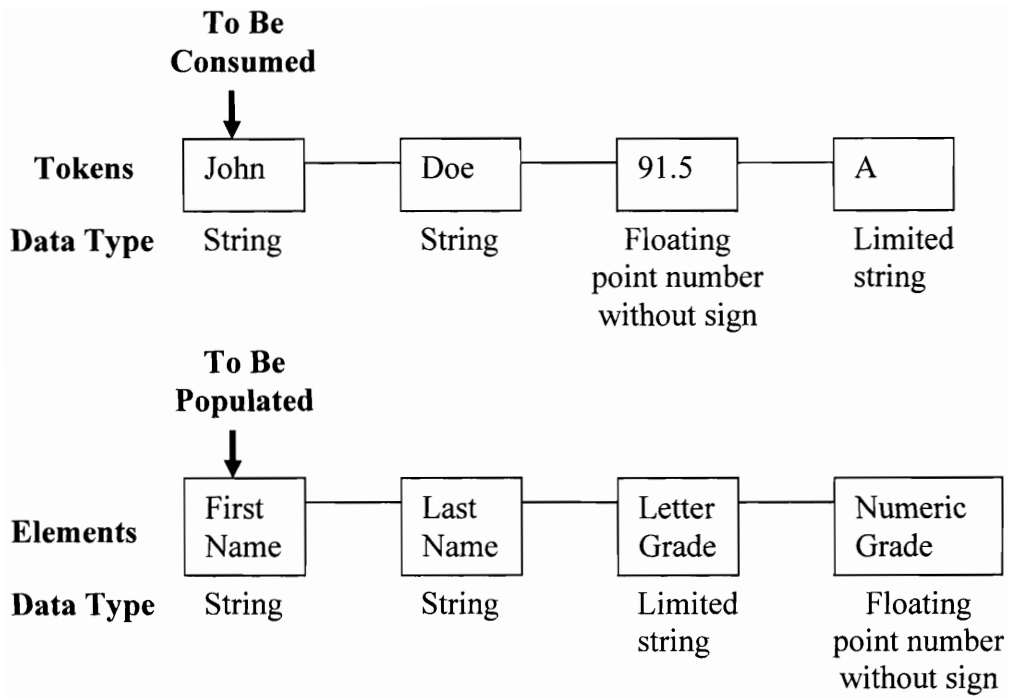 To Be
Consumed
Tokens
John
Doe
91.5
A
Data Type
String
String
Floating
point number
without sign
Limited
string
To Be
Populated
Elements
First
Name
Last
Name
Letter
Grade
Numeric
Grade
Data Type
String
String
Limited
string
Floating
point number
without sign